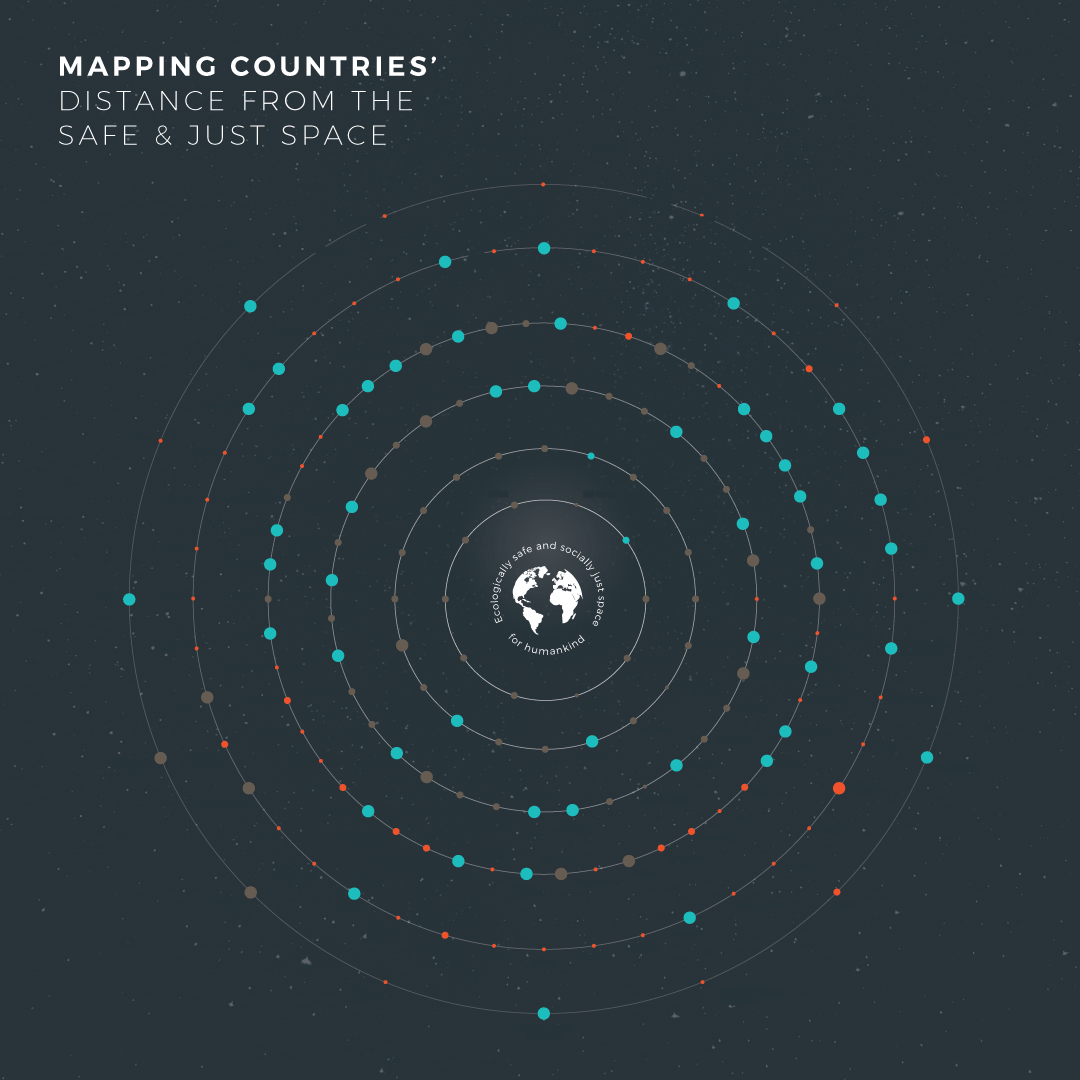 MAPPING COUNTRIES’
DISTANCE FROM THE
SAFE & JUST SPACE
Ecologically safe and socially just space
for humankind